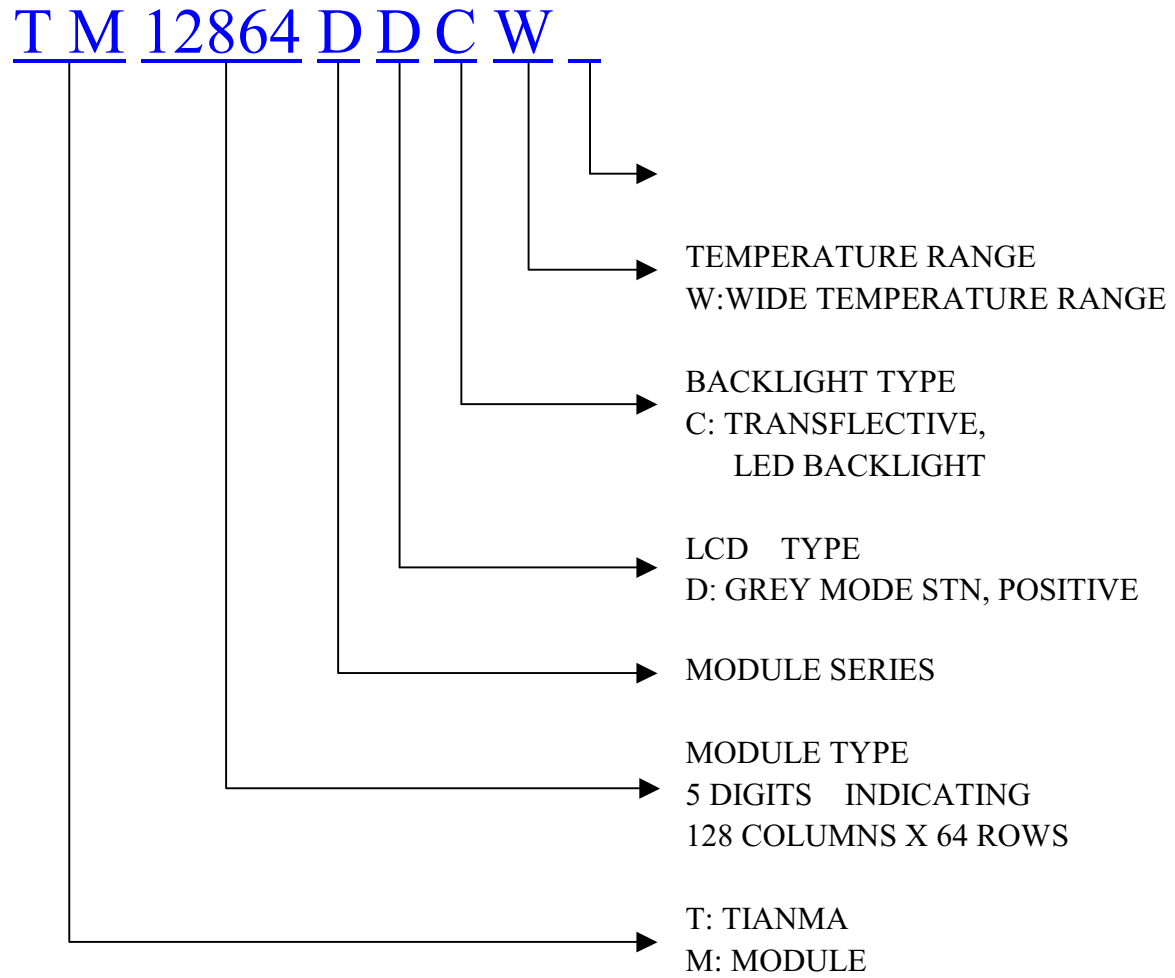 T M 12864 D D C W
TEMPERATURE RANGE
W:WIDE TEMPERATURE RANGE
BACKLIGHT TYPE
C: TRANSFLECTIVE,
LED BACKLIGHT
LCD TYPE
D: GREY MODE STN, POSITIVE
MODULE SERIES
MODULE TYPE
5 DIGITS INDICATING
128 COLUMNS X 64 ROWS
T: TIANMA
M: MODULE